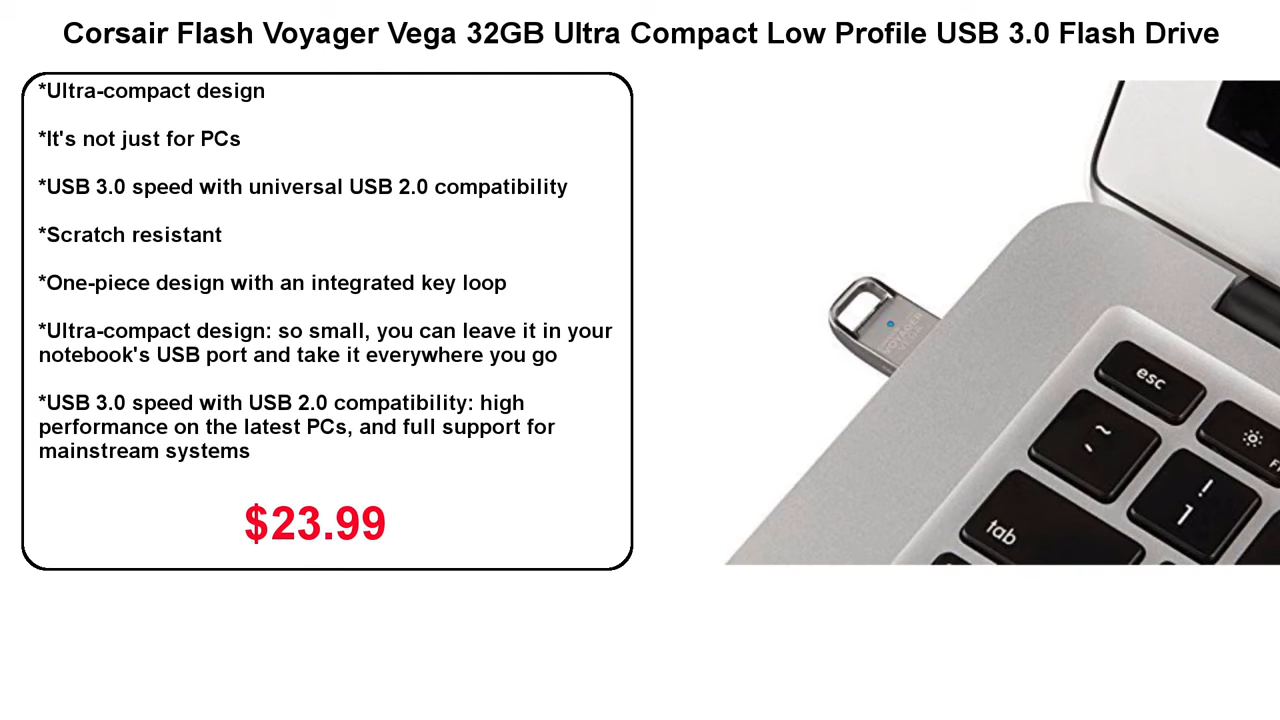 Corsair Flash Voyager Vega 32GB Ultra Compact Low Profile USB 3.0 Flash Drive
*Ultra-compact design
*It's not just for PCs
*USB 3.0 speed with universal USB 2.0 compatibility
*Scratch resistant
*One-piece design with an integrated key loop
*Ultra-compact design: so small, you can leave it in your
notebook's USB port and take it everywhere you go
*USB 3.0 speed with USB 2.0 compatibility: high
performance on the latest PCs, and full support for
mainstream systems
$23.99
VOYAGER
esc
~
`
!
1
tab